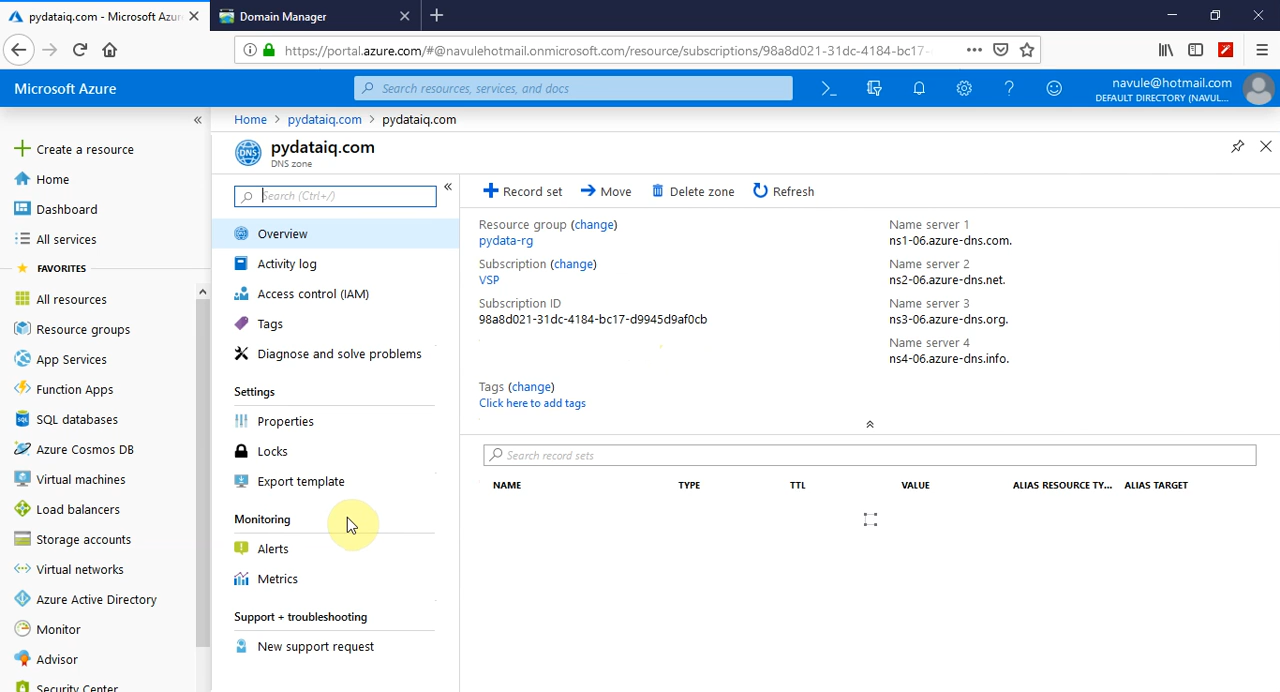 pydataiq.com - Microsoft Azu
Domain Manager
https://portal.azure.com/#@navulehotmail.onmicrosoft.com/resource/subscriptions/98a8d021-31dc-4184-bc17-
Microsoft Azure
Search resources, services, and docs
navule@hotmail.com
DEFAULT DIRECTORY (NAVUL...
Home > pydataiq.com > pydataiq.com
pydataiq.com
DNS zone
Create a resource
Home
Dashboard
All services
FAVORITES
All resources
Resource groups
App Services
Function Apps
SQL databases
Azure Cosmos DB
Virtual machines
Load balancers
Storage accounts
Virtual networks
Azure Active Directory
Monitor
Advisor
Security Center
Search (Ctrl+/)
Overview
Activity log
Access control (IAM)
Tags
Diagnose and solve problems
Settings
Properties
Locks
Export template
Monitoring
Alerts
Metrics
Support + troubleshooting
New support request
Record set
Move
Delete zone
Refresh
Resource group (change)
pydata-rg
Subscription (change)
VSP
Subscription ID
98a8d021-31dc-4184-bc17-d9945d9af0cb
Tags (change)
Click here to add tags
Name server 1
ns1-06.azure-dns.com.
Name server 2
ns2-06.azure-dns.net.
Name server 3
ns3-06.azure-dns.org.
Name server 4
ns4-06.azure-dns.info.
Search record sets
NAME TYPE TTL VALUE ALIAS RESOURCE TY... ALIAS TARGET